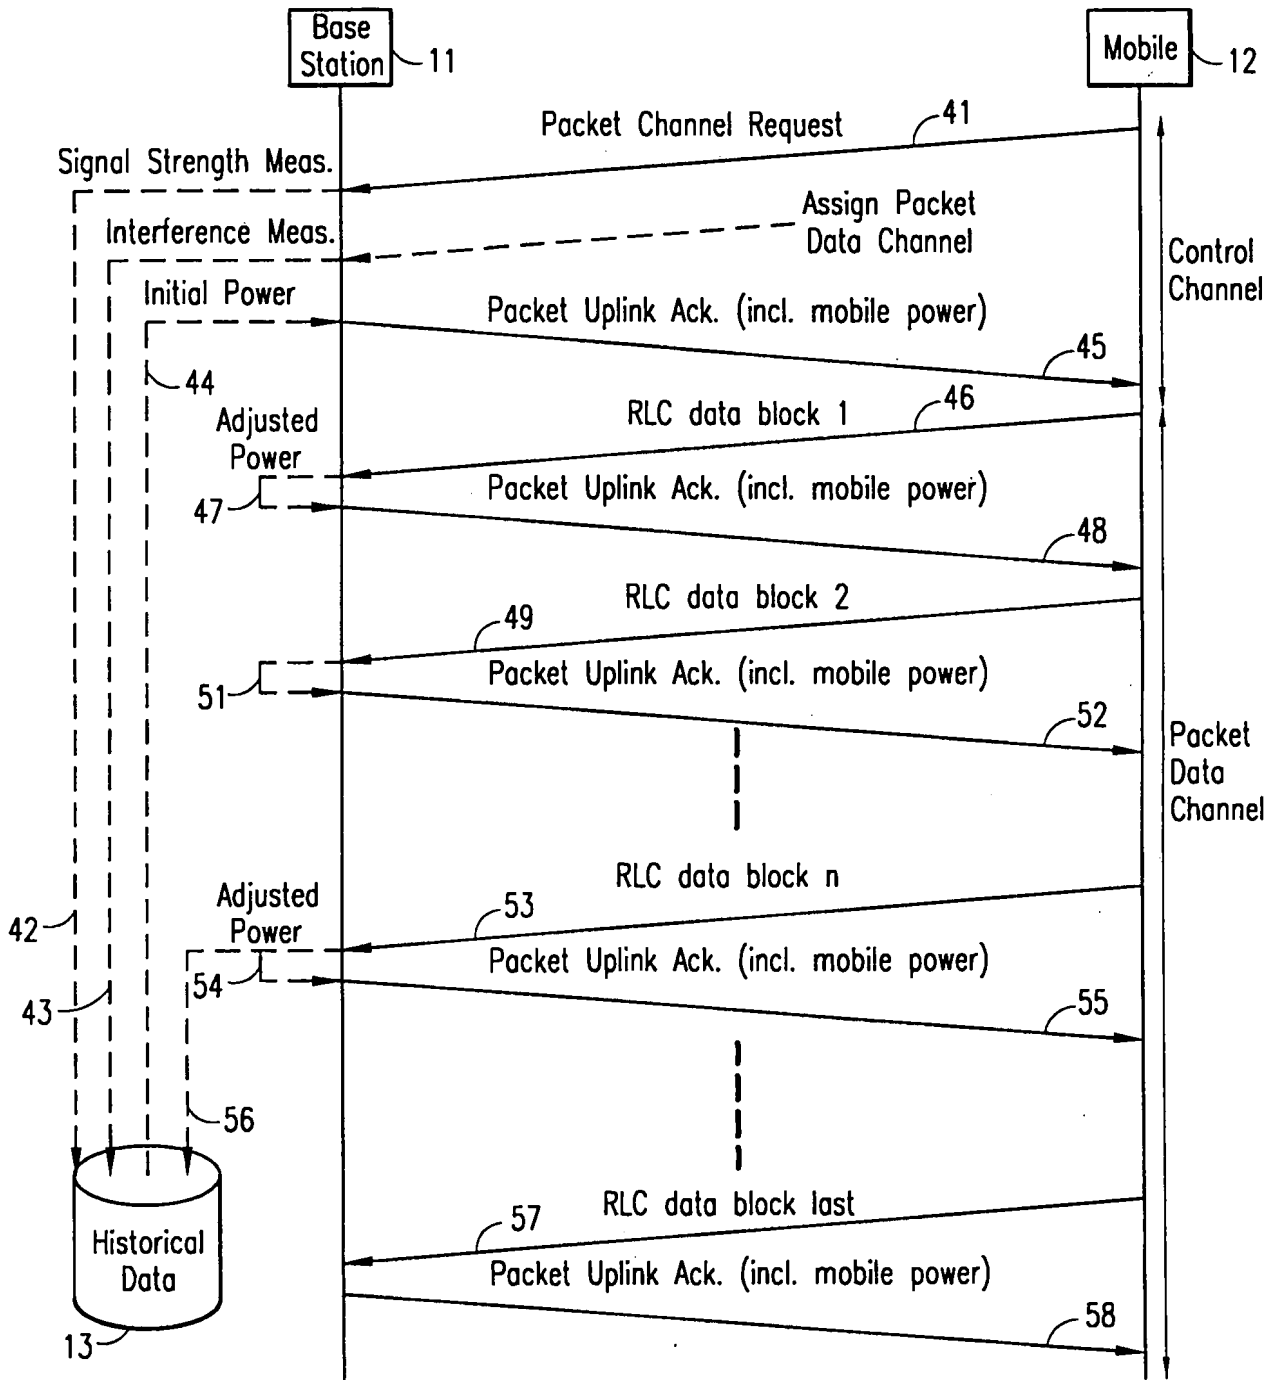 Base
Station
11
Mobile
12
Packet Channel Request
41
Signal Strength Meas.
Assign Packet
Data Channel
Interference Meas.
Control
Channel
Initial Power
Packet Uplink Ack. (incl. mobile power)
45
44
RLC data block 1
46
Adjusted
Power
47
Packet Uplink Ack. (incl. mobile power)
48
RLC data block 2
49
51
Packet Uplink Ack. (incl. mobile power)
52
Packet
Data
Channel
RLC data block n
Adjusted
Power
53
42
54
Packet Uplink Ack. (incl. mobile power)
43
55
56
RLC data block last
57
Historical
Data
Packet Uplink Ack. (incl. mobile power)
58
13